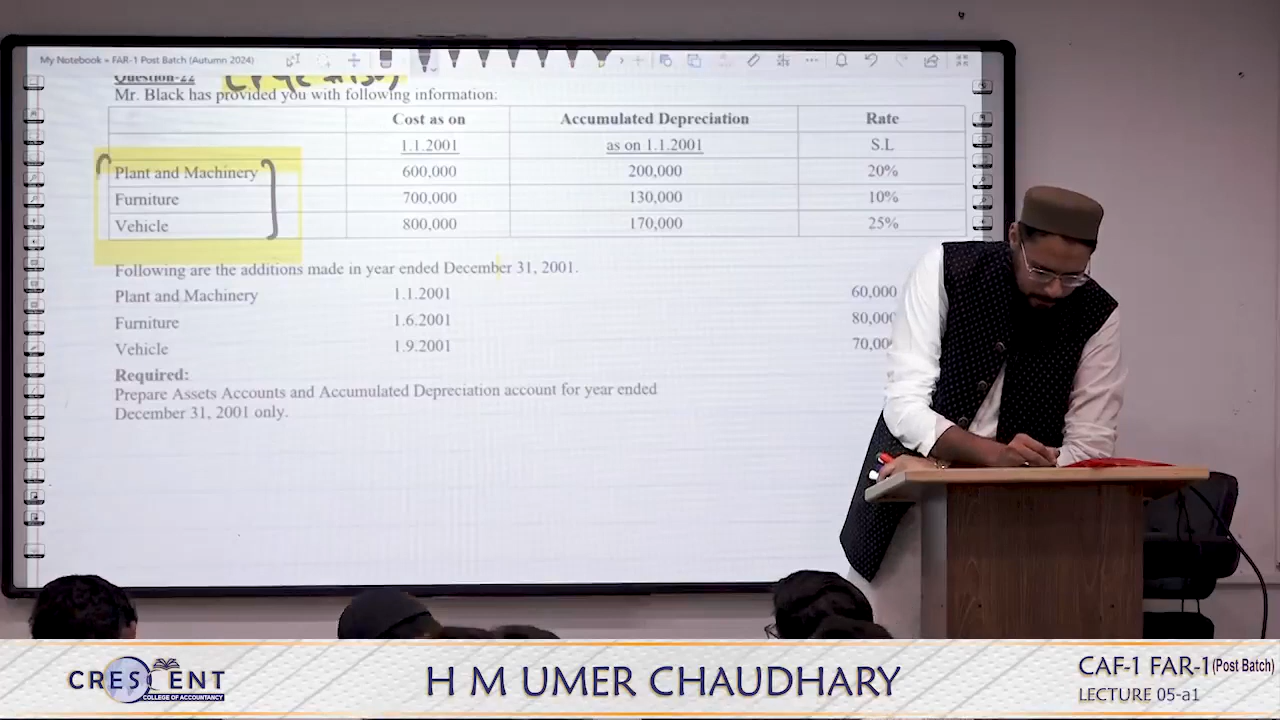 My Notebook » FAR-1 Post Batch (Autumn 2024)
Question-22
Mr. Black has provided you with following information:
Cost as on Accumulated Depreciation Rate
1.1.2001 as on 1.1.2001 S.L
Plant and Machinery 600,000 200,000 20%
Furniture 700,000 130,000 10%
Vehicle 800,000 170,000 25%
Following are the additions made in year ended December 31, 2001.
Plant and Machinery 1.1.2001 60,000
Furniture 1.6.2001 80,000
Vehicle 1.9.2001
Required:
Prepare Assets Accounts and Accumulated Depreciation account for year ended
December 31, 2001 only.
CRESCENT
COLLEGE OF ACCOUNTANCY
H M UMER CHAUDHARY
CAF-1 FAR-1 (Post Batch)
LECTURE 05-a1